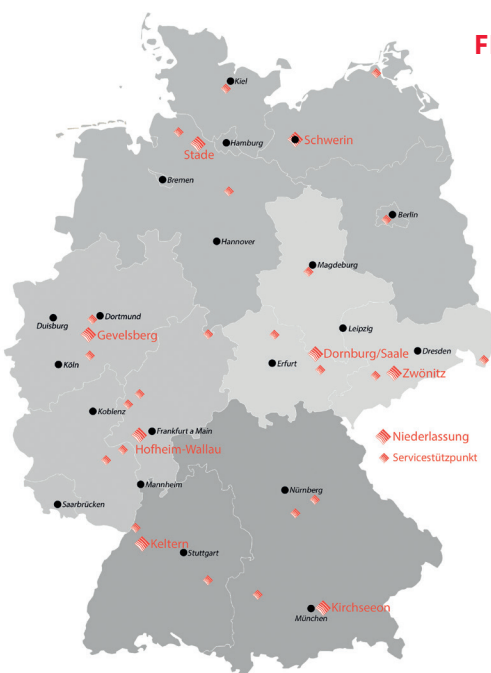 F
Kiel
Schwerin
Hamburg
Stade
Bremen
Berlin
Hannover
Magdeburg
Dortmund
Duisburg
Gevelsberg
Leipzig
Dornburg/Saale
Dresden
Köln
Erfurt
Zwönitz
Koblenz
Frankfurt a Main
Niederlassung
Hofheim-Wallau
Servicestützpunkt
Mannheim
Nürnberg
Saarbrücken
Keltern
Stuttgart
Kirchseeon
München